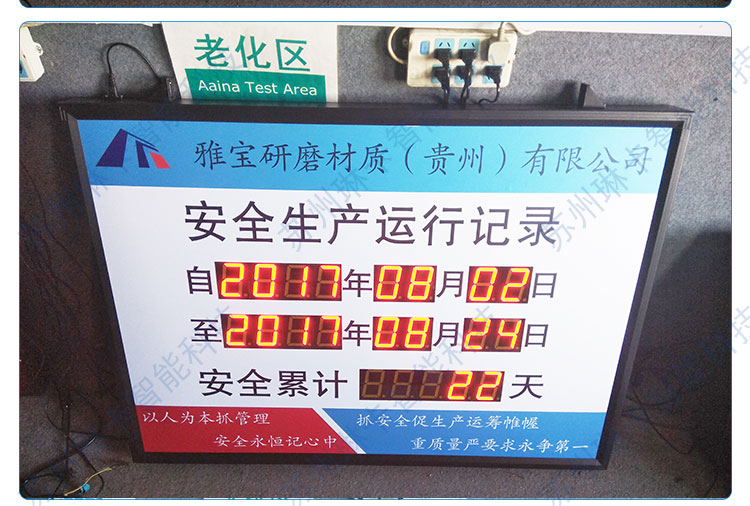 老化区
Aaina Test Area
雅宝研磨材质（贵州）有限公司
安全生产运行记录
自2017年08月02日
至2017年08月24日
安全累计 22天
以人为本抓管理
安全永恒记心中
抓安全促生产运筹帷幄
重质量严要求永争第一